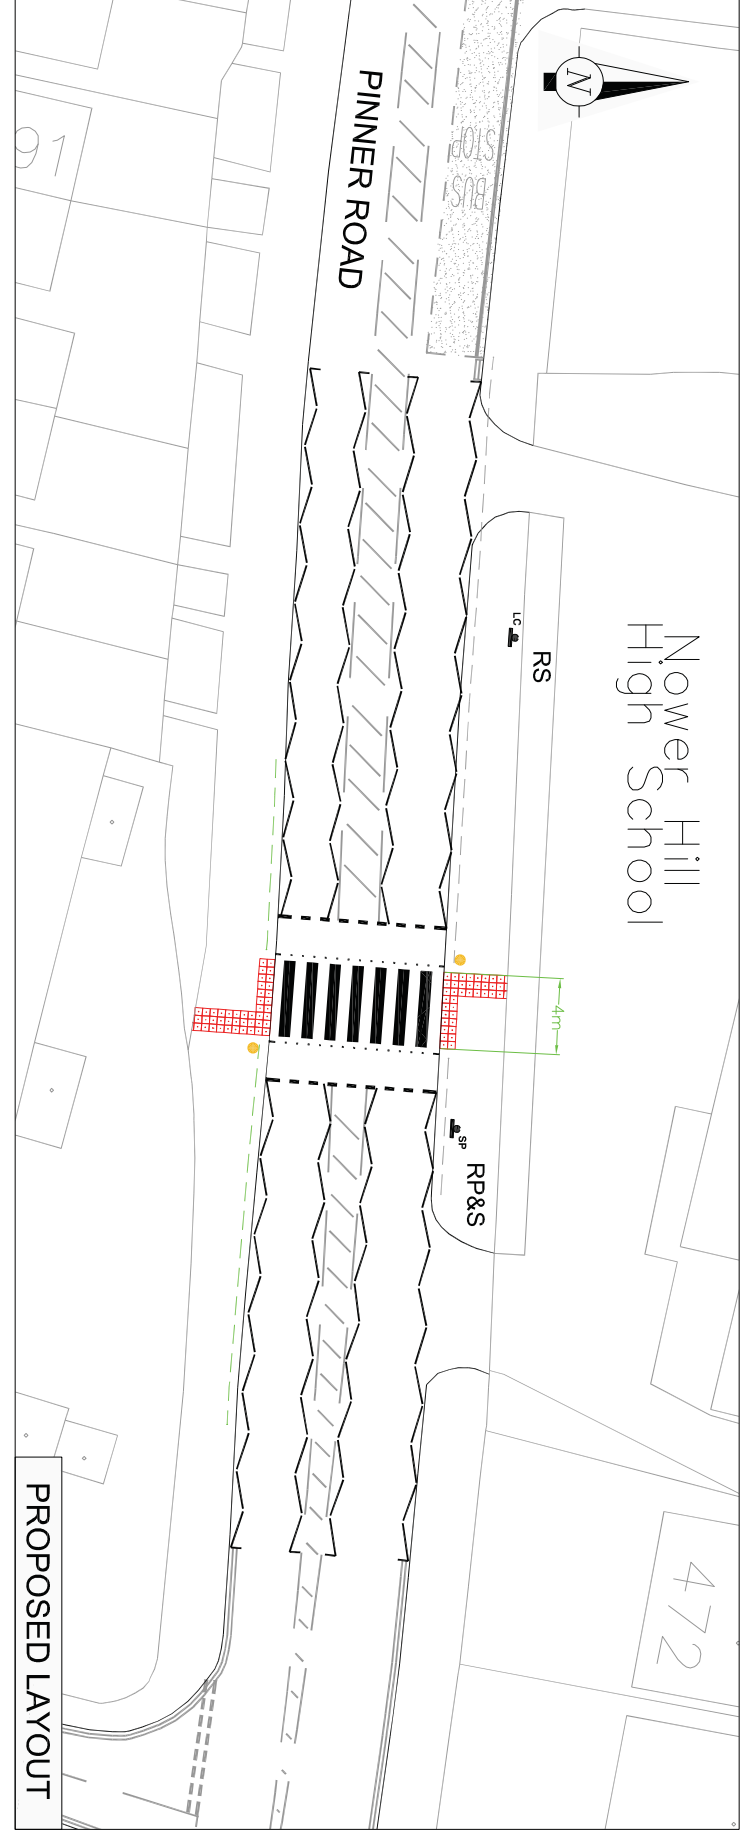 N
91
PINNER ROAD
BUS
STOP
Nower Hill
High School
LC
RS
4m
SP
RP&S
472
PROPOSED LAYOUT